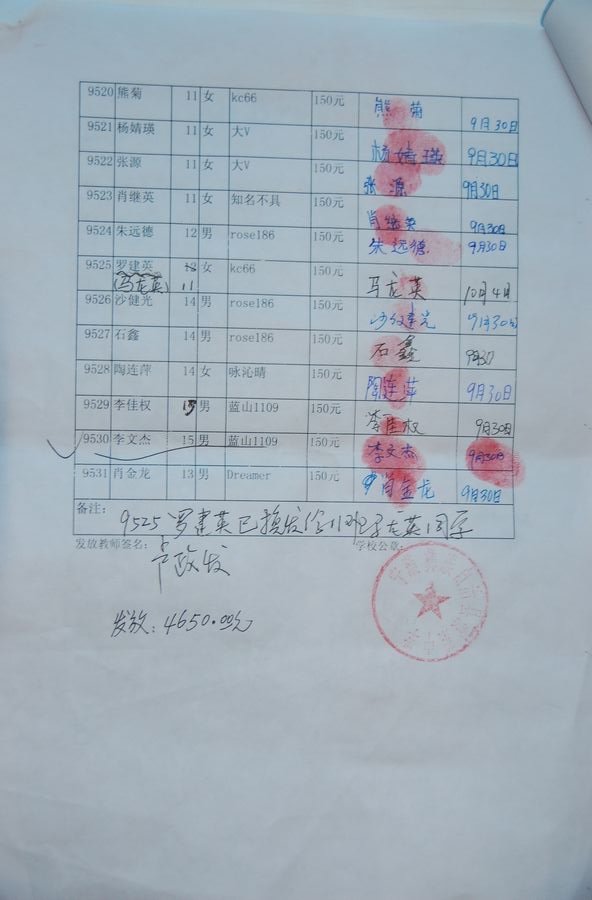 9520 熊菊 11 女 kc66 150元 熊菊 9月30日
9521 杨婧瑛 11 女 大V 150元 杨婧瑛 9月30日
9522 张源 11 女 大V 150元 张源 9月30日
9523 肖继英 11 女 知名不具 150元 肖继英 9月30日
9524 朱远德 12 男 rose186 150元 朱远德 9月30日
9525 罗建英 女 kc66 150元 马龙英 10月4日
(马龙英) 11
9526 沙健光 14 男 rose186 150元 9月30日
9527 石鑫 14 男 rose186 150元 石鑫 9月30
9528 陶连萍 14 女 咏沁晴 150元 陶连萍 9月30日
9529 李佳权 男 蓝山1109 150元 李佳权 9月30日
9530 李文杰 15 男 蓝山1109 150元 李文杰 9月30日
9531 肖金龙 13 男 Dreamer 150元 肖金龙 9月30日
备注:
9525 罗建英已换发给11班马龙英同学
发放教师签名: 学校公章:
发放: 4650.00元